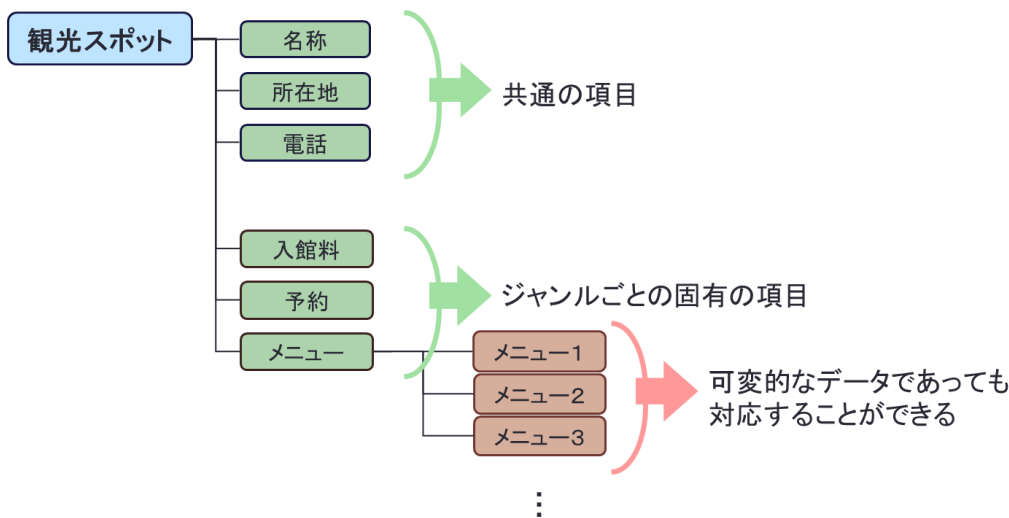 観光スポット
名称
所在地
電話
共通の項目
入館料
予約
メニュー
ジャンルごとの固有の項目
メニュー1
メニュー2
メニュー3
可変的なデータであっても
対応することができる
⋮